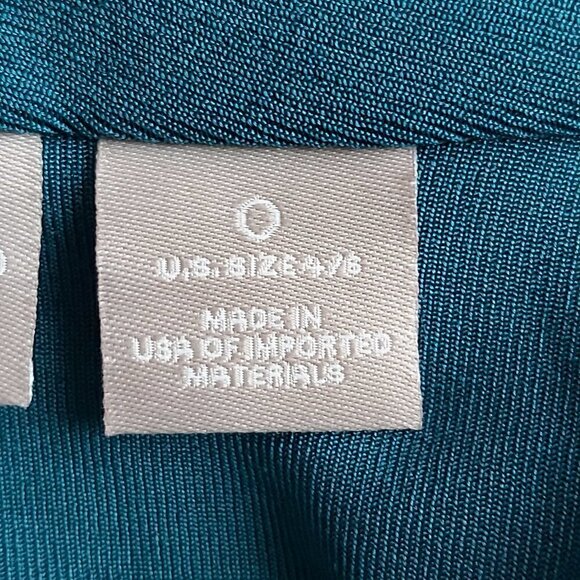 0
U.S. SIZE 4/6
MADE IN
USA OF IMPORTED
MATERIALS